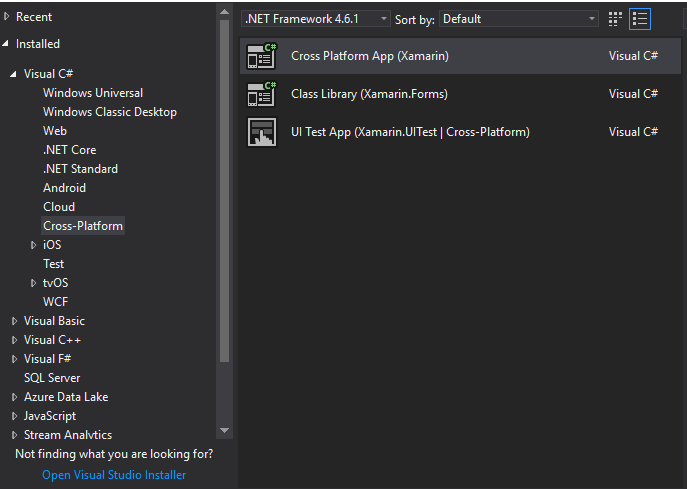 Recent
Installed
Visual C#
Windows Universal
Windows Classic Desktop
Web
.NET Core
.NET Standard
Android
Cloud
Cross-Platform
iOS
Test
tvOS
WCF
Visual Basic
Visual C++
Visual F#
SQL Server
Azure Data Lake
JavaScript
Stream Analytics
Not finding what you are looking for?
Open Visual Studio Installer
.NET Framework 4.6.1 Sort by: Default
Cross Platform App (Xamarin) Visual C#
Class Library (Xamarin.Forms) Visual C#
UI Test App (Xamarin.UITest | Cross-Platform) Visual C#